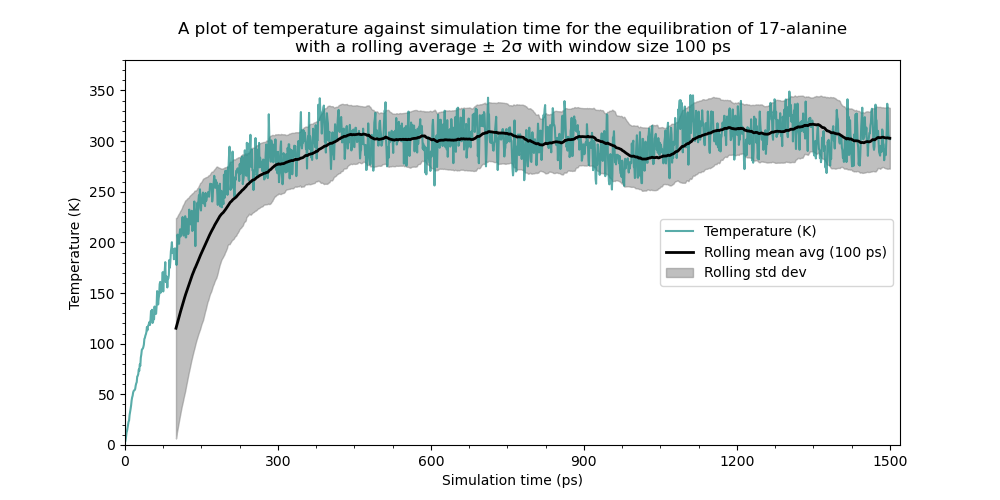 A plot of temperature against simulation time for the equilibration of 17-alanine
with a rolling average ± 2σ with window size 100 ps
Temperature (K)
350
300
250
200
150
100
50
0
Temperature (K)
Rolling mean avg (100 ps)
Rolling std dev
0
300
600
900
1200
1500
Simulation time (ps)